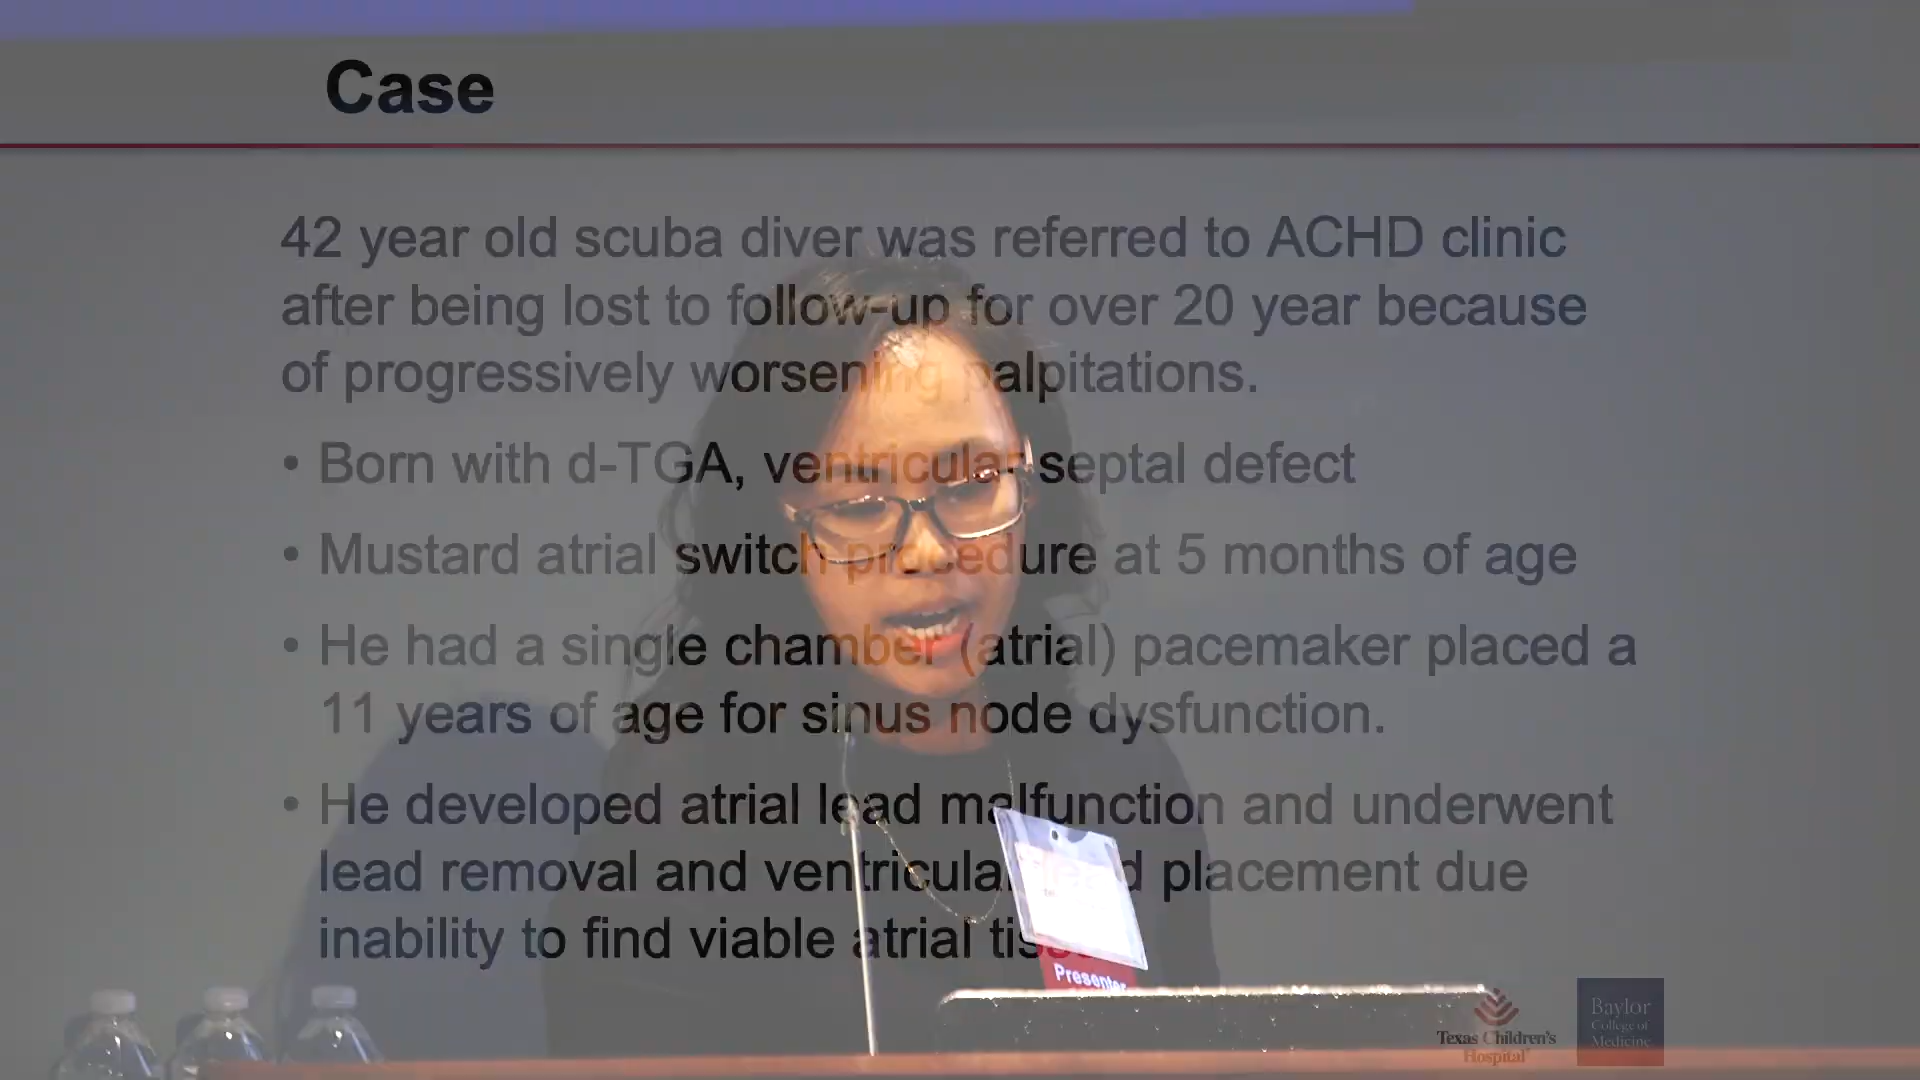 Case
42 year old scuba diver was referred to ACHD clinic
after being lost to follow-up for over 20 year because
of progressively worsening palpitations.
• Born with d-TGA, ventricular septal defect
• Mustard atrial switch procedure at 5 months of age
• He had a single chamber (atrial) pacemaker placed a
11 years of age for sinus node dysfunction.
• He developed atrial lead malfunction and underwent
lead removal and ventricular lead placement due
inability to find viable atrial
Presenter
Texas Children's
Hospital
Baylor
College of
Medicine